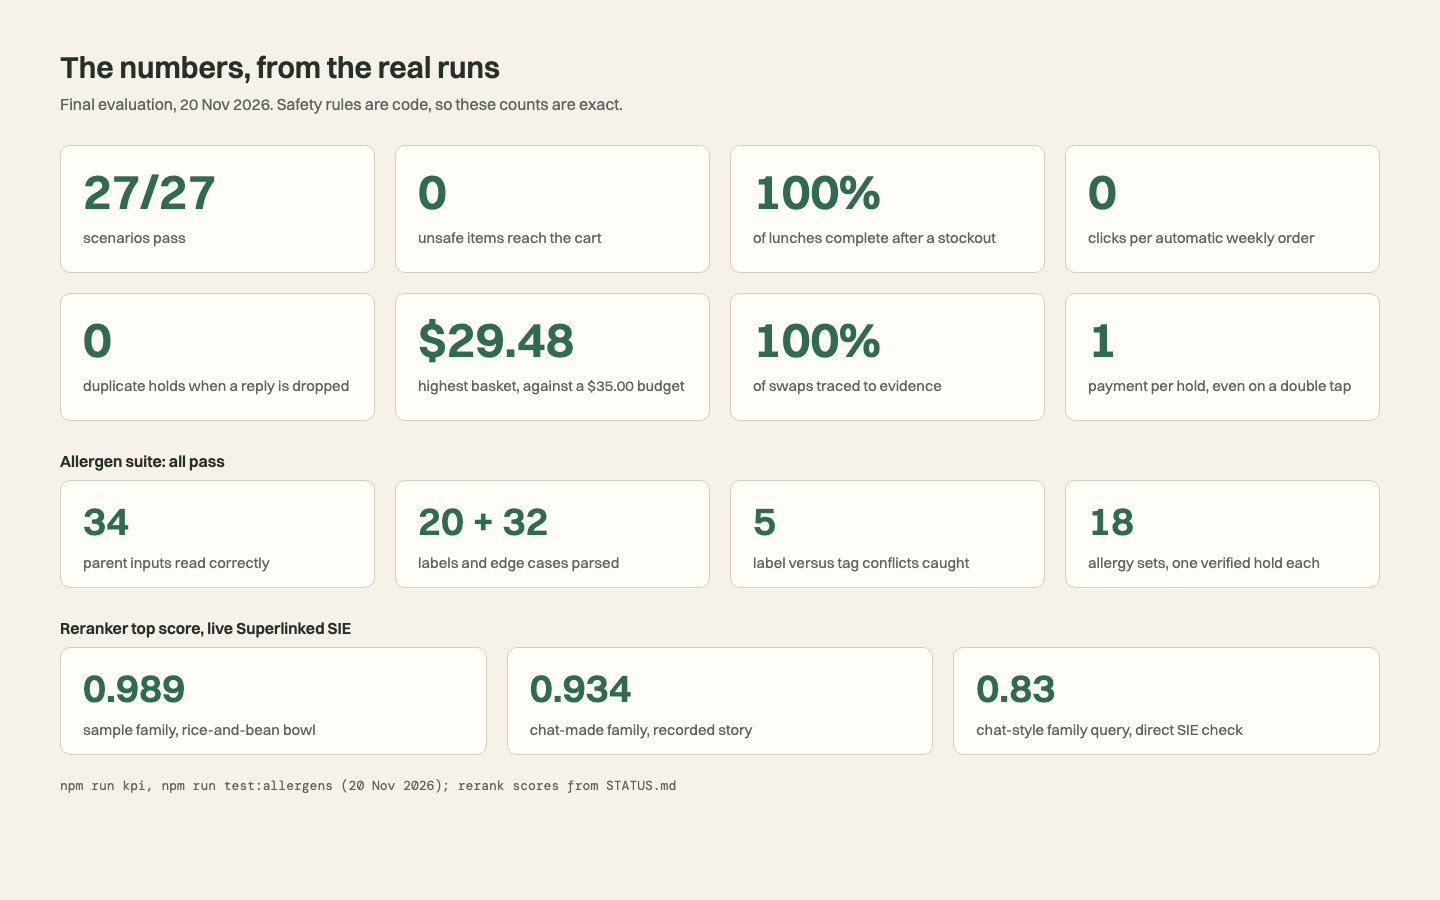 The numbers, from the real runs
Final evaluation, 20 Nov 2026. Safety rules are code, so these counts are exact.
27/27
scenarios pass
0
unsafe items reach the cart
100%
of lunches complete after a stockout
0
clicks per automatic weekly order
0
duplicate holds when a reply is dropped
$29.48
highest basket, against a $35.00 budget
100%
of swaps traced to evidence
1
payment per hold, even on a double tap
Allergen suite: all pass
34
parent inputs read correctly
20 + 32
labels and edge cases parsed
5
label versus tag conflicts caught
18
allergy sets, one verified hold each
Reranker top score, live Superlinked SIE
0.989
sample family, rice-and-bean bowl
0.934
chat-made family, recorded story
0.83
chat-style family query, direct SIE check
npm run kpi, npm run test:allergens (20 Nov 2026); rerank scores from STATUS.md